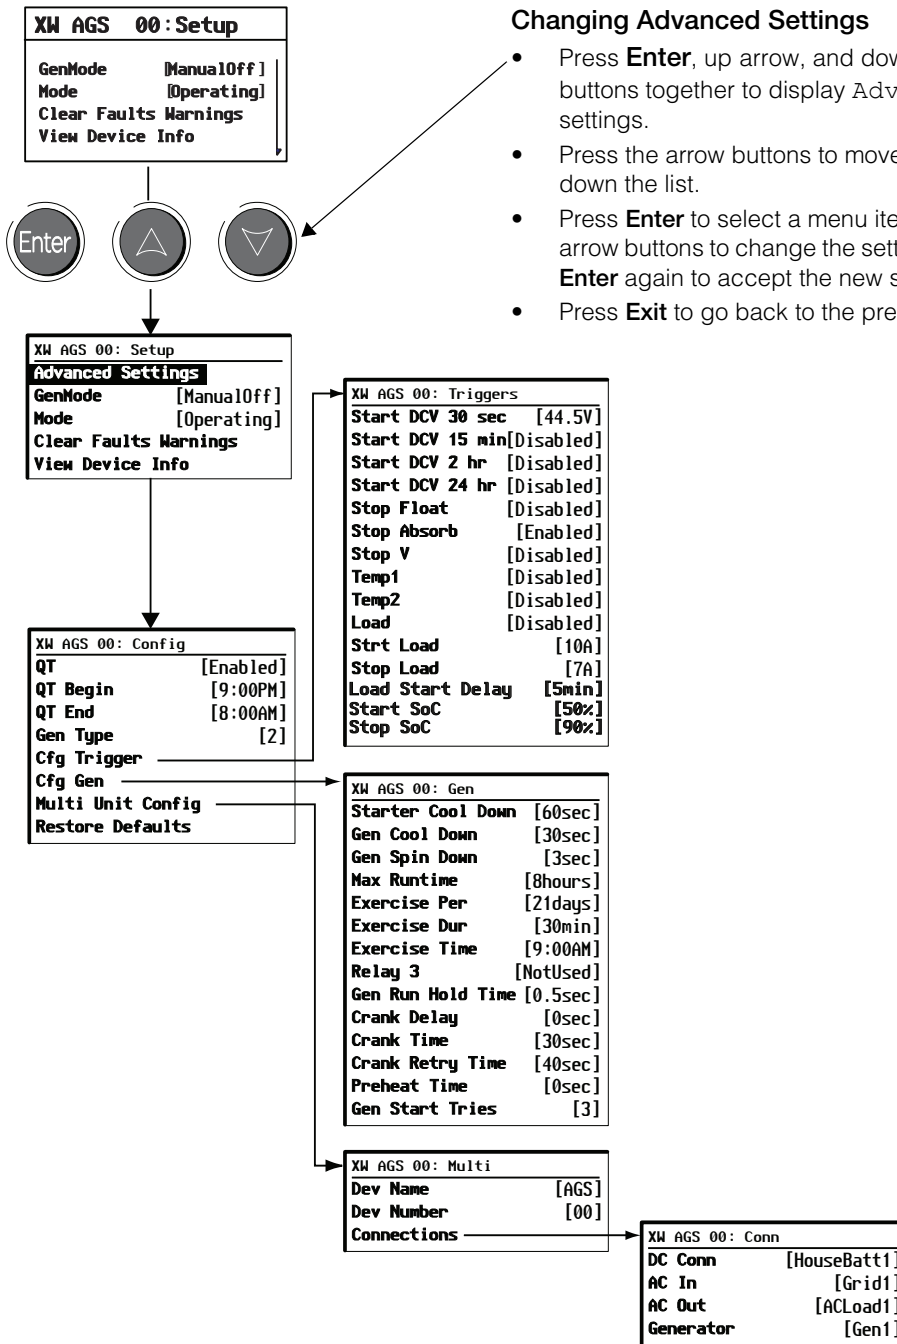 XW AGS 00:Setup
GenMode [ManualOff]
Mode [Operating]
Clear Faults Warnings
View Device Info
Enter
Changing Advanced Settings
• Press Enter, up arrow, and
buttons together to display
settings.
• Press the arrow buttons to move
down the list.
• Press Enter to select a menu
arrow buttons to change the
Enter again to accept the new
• Press Exit to go back to the
XW AGS 00: Setup
Advanced Settings
GenMode [ManualOff]
Mode [Operating]
Clear Faults Warnings
View Device Info
XW AGS 00: Config
QT [Enabled]
QT Begin [9:00PM]
QT End [8:00AM]
Gen Type [2]
Cfg Trigger
Cfg Gen
Multi Unit Config
Restore Defaults
XW AGS 00: Triggers
Start DCV 30 sec [44.5V]
Start DCV 15 min[Disabled]
Start DCV 2 hr [Disabled]
Start DCV 24 hr [Disabled]
Stop Float [Disabled]
Stop Absorb [Enabled]
Stop V [Disabled]
Temp1 [Disabled]
Temp2 [Disabled]
Load [Disabled]
Strt Load [10A]
Stop Load [7A]
Load Start Delay [5min]
Start SoC [50%]
Stop SoC [90%]
XW AGS 00: Gen
Starter Cool Down [60sec]
Gen Cool Down [30sec]
Gen Spin Down [3sec]
Max Runtime [8hours]
Exercise Per [21days]
Exercise Dur [30min]
Exercise Time [9:00AM]
Relay 3 [NotUsed]
Gen Run Hold Time [0.5sec]
Crank Delay [0sec]
Crank Time [30sec]
Crank Retry Time [40sec]
Preheat Time [0sec]
Gen Start Tries [3]
XW AGS 00: Multi
Dev Name [AGS]
Dev Number [00]
Connections
XW AGS 00: Conn
DC Conn [HouseBatt1]
AC In [Grid1]
AC Out [ACLoad1]
Generator [Gen1]